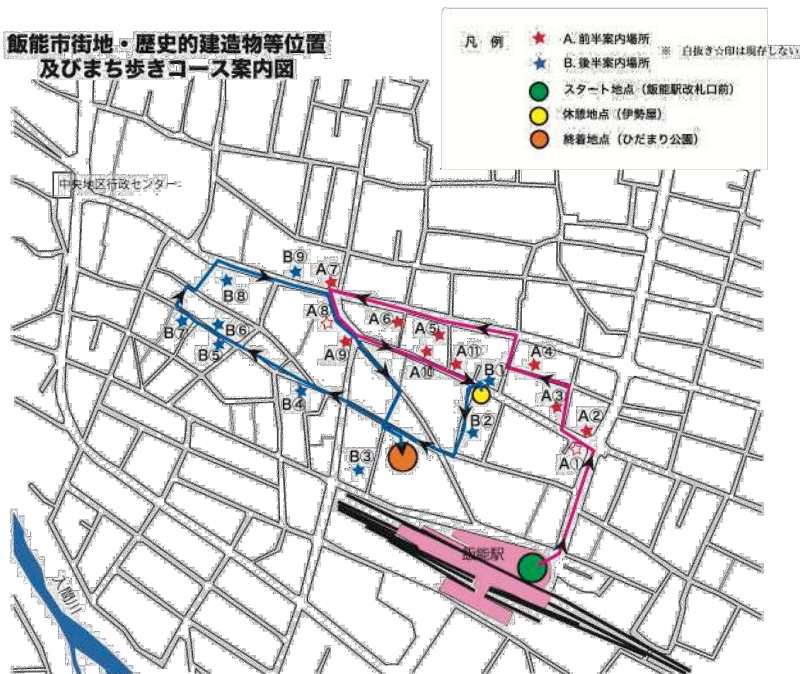 飯能市街地・歴史的建造物等位置
及びまち歩きコース案内図
凡 例
A. 前半案内場所
※ 白抜き☆印は現存しない
B. 後半案内場所
スタート地点（飯能駅改札口前）
休憩地点（伊勢屋）
終着地点（ひだまり公園）
中央地区行政センター
B⑨
A⑦
B⑧
A⑧
A⑥
A⑤
B⑦
B⑥
B⑤
A⑨
A⑩
A⑪
A④
B①
B④
A③
A②
B②
A①
B③
飯能駅
入間川